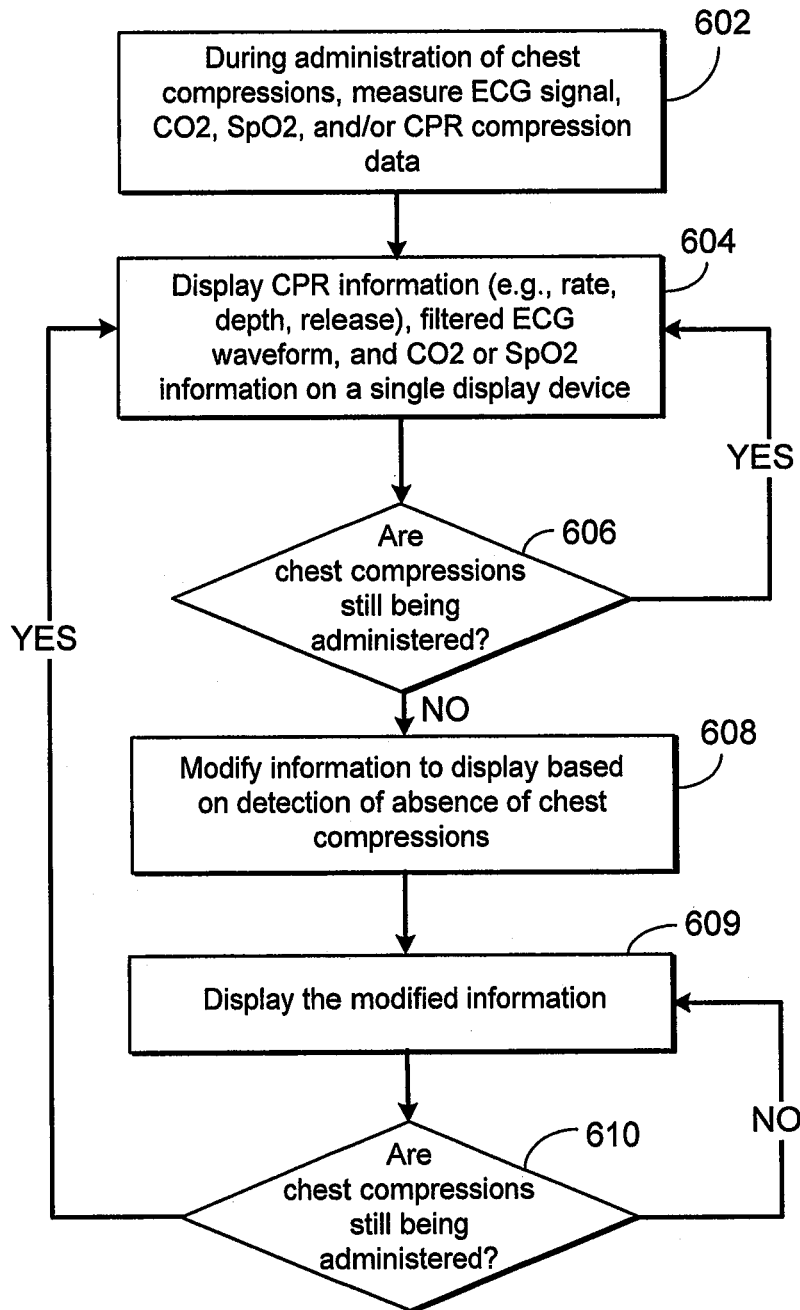 602
During administration of chest
compressions, measure ECG signal,
CO2, SpO2, and/or CPR compression
data
604
Display CPR information (e.g., rate,
depth, release), filtered ECG
waveform, and CO2 or SpO2
information on a single display device
YES
606
Are
chest compressions
still being
administered?
YES
NO
608
Modify information to display based
on detection of absence of chest
compressions
609
Display the modified information
NO
610
Are
chest compressions
still being
administered?